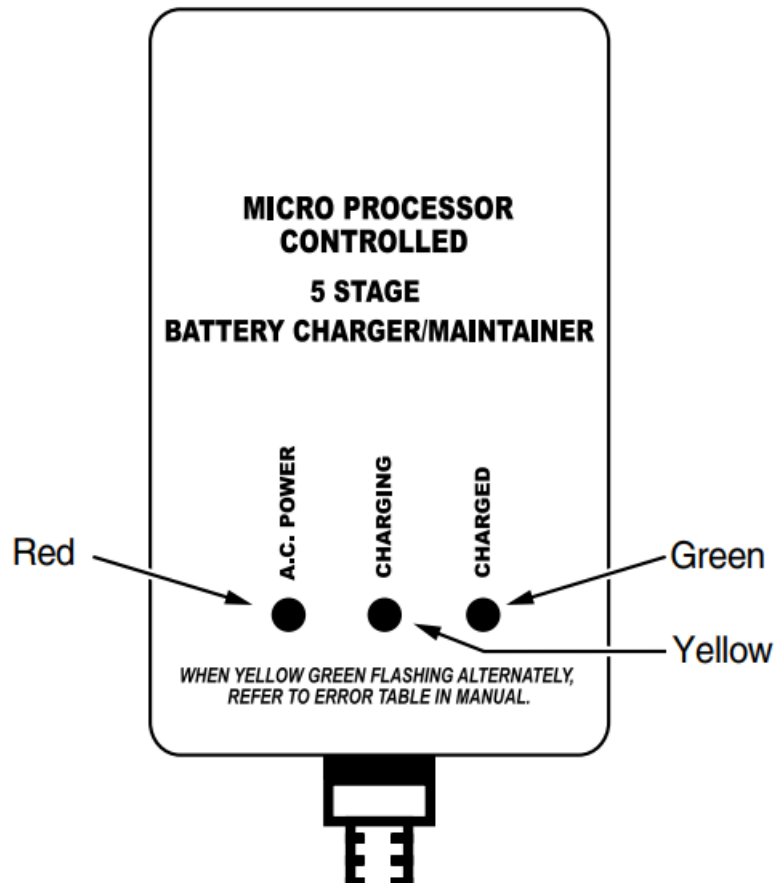 MICRO PROCESSOR
CONTROLLED
5 STAGE
BATTERY CHARGER/MAINTAINER
A.C. POWER
CHARGING
CHARGED
Red
Green
Yellow
WHEN YELLOW GREEN FLASHING ALTERNATELY,
REFER TO ERROR TABLE IN MANUAL.